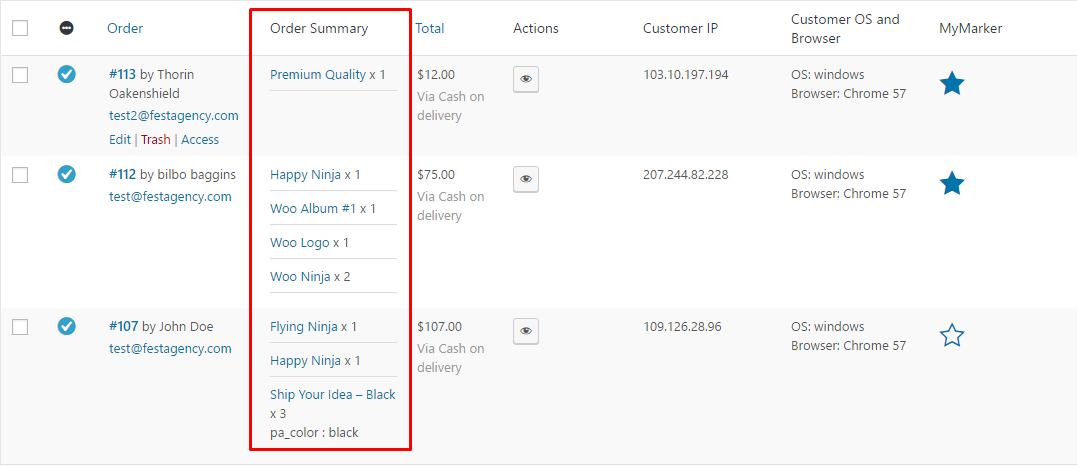 Order
Order Summary
Total
Actions
Customer IP
Customer OS and
Browser
MyMarker
#113 by Thorin
Oakenshield
test2@festagency.com
Edit | Trash | Access
Premium Quality x 1
$12.00
Via Cash on
delivery
103.10.197.194
OS: windows
Browser: Chrome 57
#112 by bilbo baggins
test@festagency.com
Happy Ninja x 1
Woo Album #1 x 1
Woo Logo x 1
Woo Ninja x 2
$75.00
Via Cash on
delivery
207.244.82.228
OS: windows
Browser: Chrome 57
#107 by John Doe
test@festagency.com
Flying Ninja x 1
Happy Ninja x 1
Ship Your Idea – Black
x 3
pa_color : black
$107.00
Via Cash on
delivery
109.126.28.96
OS: windows
Browser: Chrome 57